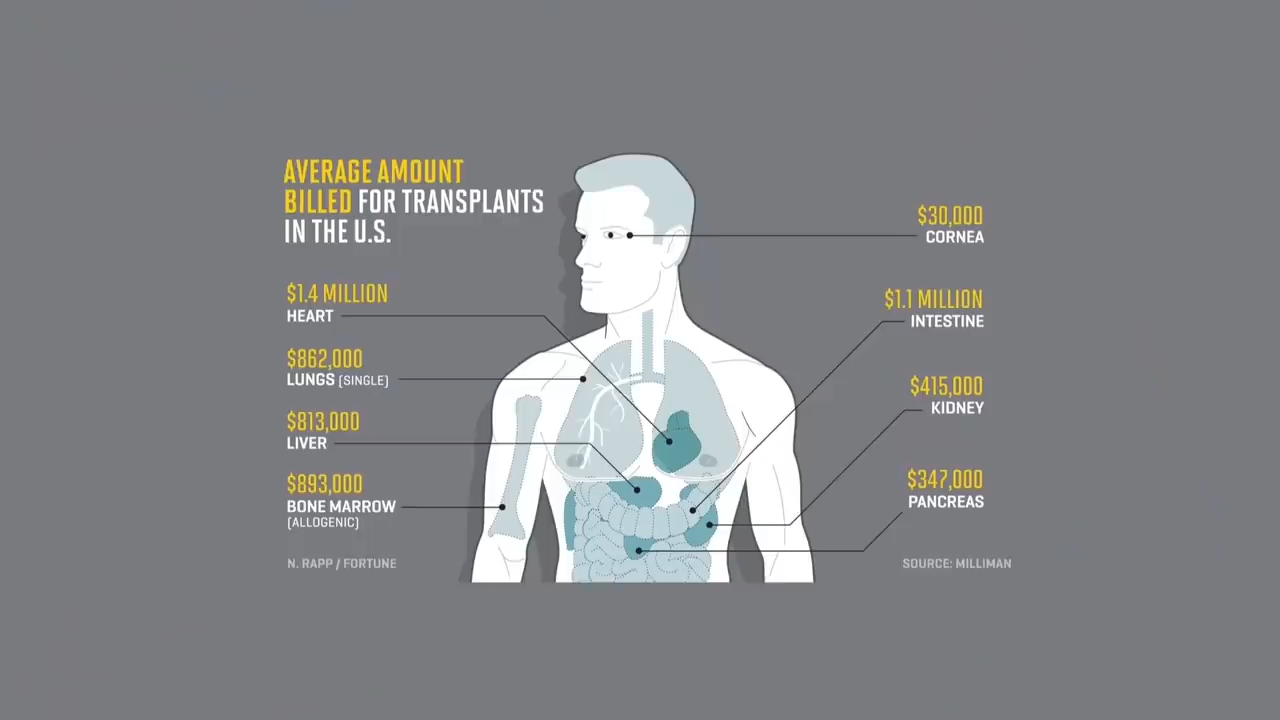 AVERAGE AMOUNT
BILLED FOR TRANSPLANTS
IN THE U.S.
$1.4 MILLION
HEART
$862,000
LUNGS (SINGLE)
$813,000
LIVER
$893,000
BONE MARROW
(ALLOGENIC)
N. RAPP / FORTUNE
$30,000
CORNEA
$1.1 MILLION
INTESTINE
$415,000
KIDNEY
$347,000
PANCREAS
SOURCE: MILLIMAN